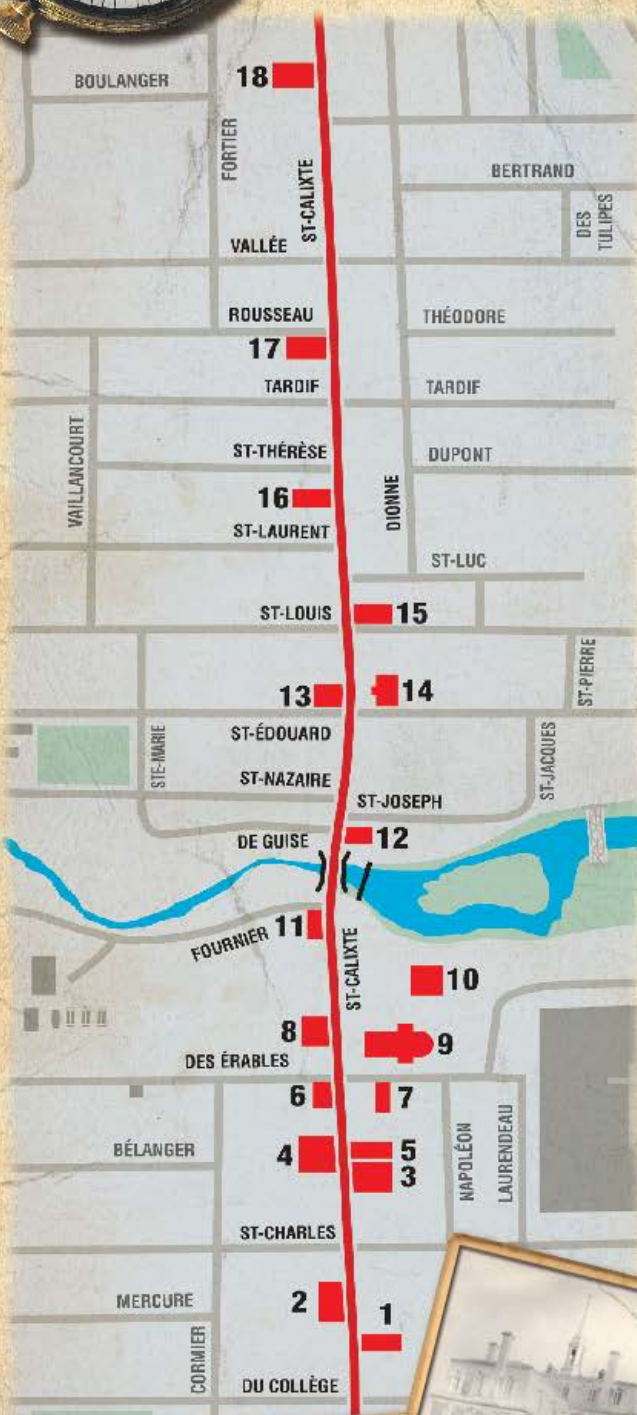 18
BOULANGER
FORTIER
ST-CALIXTE
BERTRAND
DES
TULIPES
VALLÉE
ROUSSEAU
THÉODORE
17
TARDIF
TARDIF
VAILLANCOURT
ST-THÉRÈSE
DUPONT
16
DIONNE
ST-LAURENT
ST-LUC
ST-LOUIS
15
13
14
ST-PIERRE
ST-ÉDOUARD
STE-MARIE
ST-JACQUES
ST-NAZAIRE
ST-JOSEPH
DE GUISE
12
11
FOURNIER
ST-CALIXTE
10
8
9
DES ÉRABLES
6
7
BÉLANGER
4
5
3
NAPOLÉON
LAURENDEAU
ST-CHARLES
MERCURE
2
1
CORMIER
DU COLLÈGE